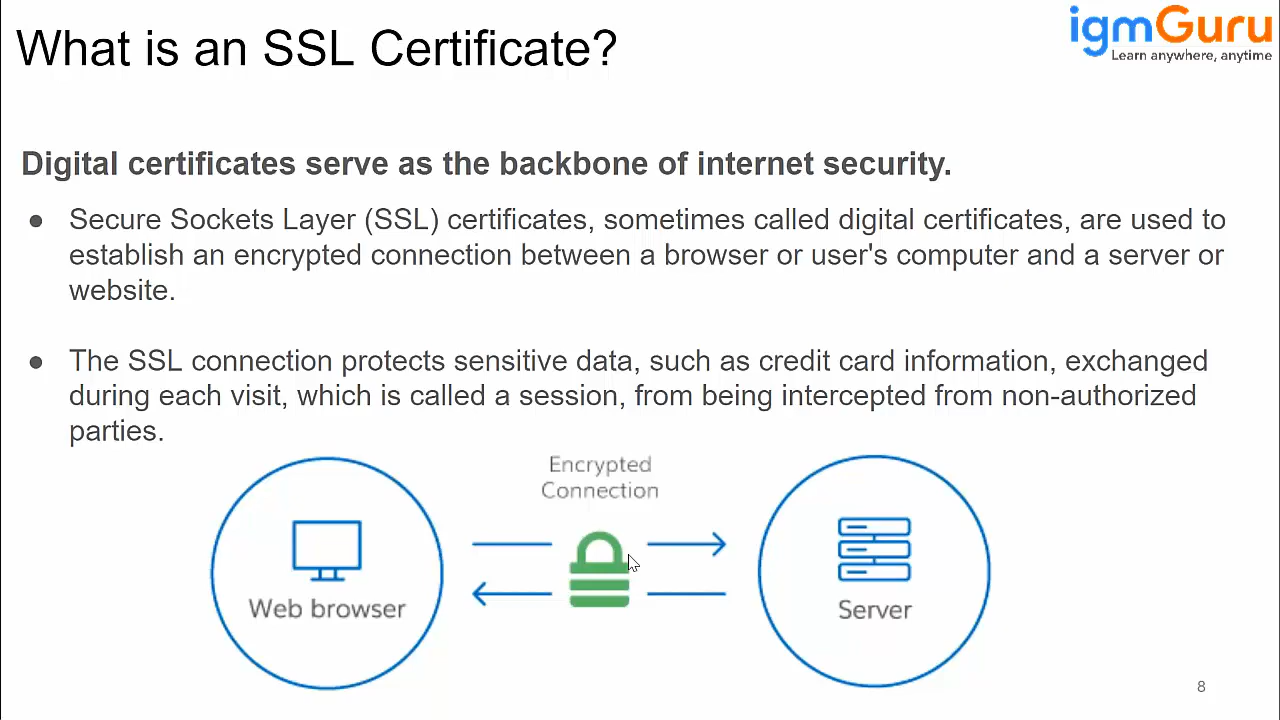 What is an SSL Certificate?
igmGuru
Learn anywhere, anytime
Digital certificates serve as the backbone of internet security.
● Secure Sockets Layer (SSL) certificates, sometimes called digital certificates, are used to
establish an encrypted connection between a browser or user's computer and a server or
website.
● The SSL connection protects sensitive data, such as credit card information, exchanged
during each visit, which is called a session, from being intercepted from non-authorized
parties.
Encrypted
Connection
Web browser
Server
8